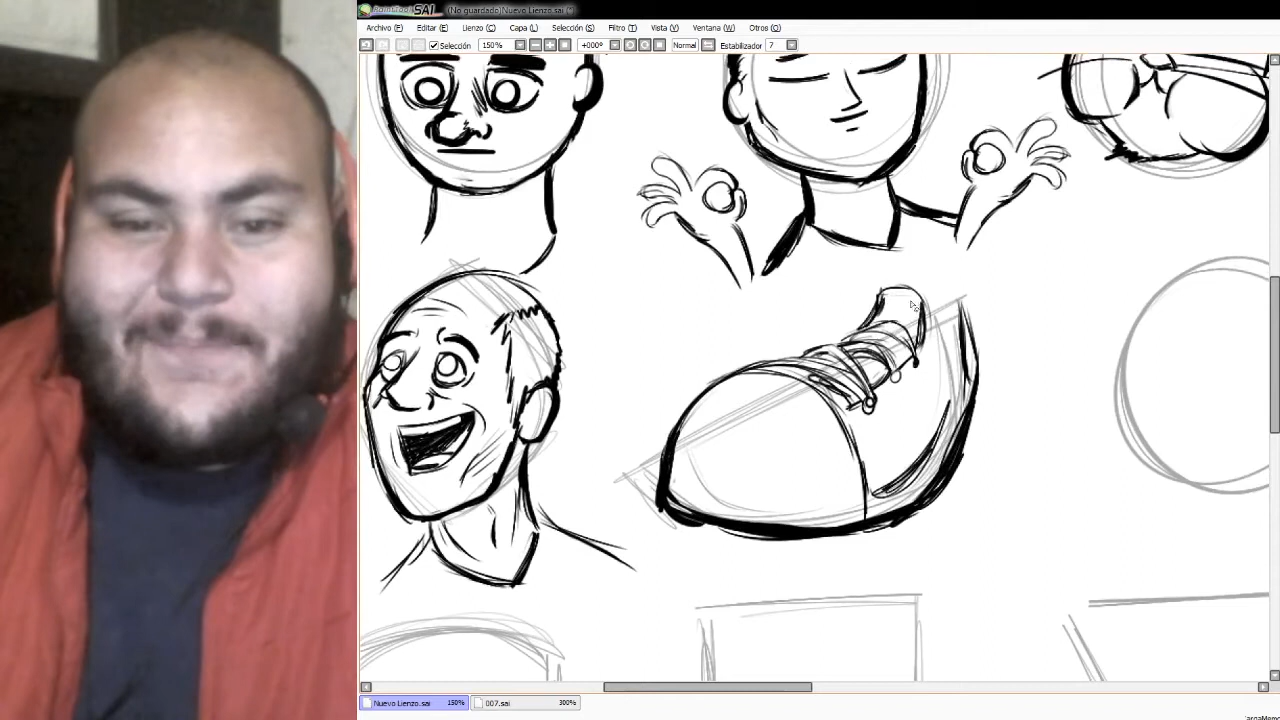 PaintTool SAI (No guardado)Nuevo Lienzo.sai (*)
Archivo (E) Editar (E) Lienzo (C) Capa (L) Selección (S) Filtro (T) Vista (V) Ventana (W) Otros (O)
Selección 150% +000° Normal Estabilizador 7
Nuevo Lienzo.sai 150% 007.sai 300%